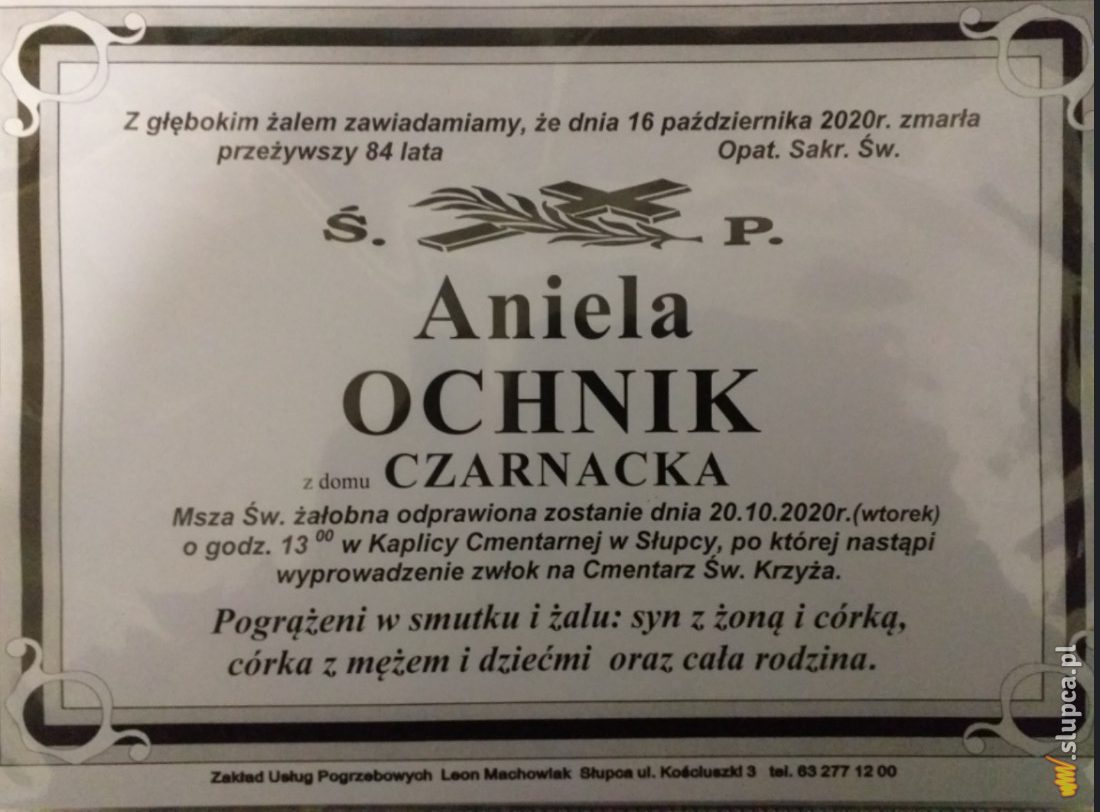 Z głębokim żalem zawiadamiamy, że dnia 16 października 2020r. zmarła
przeżywszy 84 lata Opat. Sakr. Św.
Ś. P.
Aniela
OCHNIK
z domu CZARNACKA
Msza Św. żałobna odprawiona zostanie dnia 20.10.2020r.(wtorek)
o godz. 13 00 w Kaplicy Cmentarnej w Słupcy, po której nastąpi
wyprowadzenie zwłok na Cmentarz Św. Krzyża.
Pogrążeni w smutku i żalu: syn z żoną i córką,
córka z mężem i dziećmi oraz cała rodzina.
Zakład Usług Pogrzebowych Leon Machowiak Słupca ul. Kościuszki 3 tel. 63 277 12 00
.slupca.pl